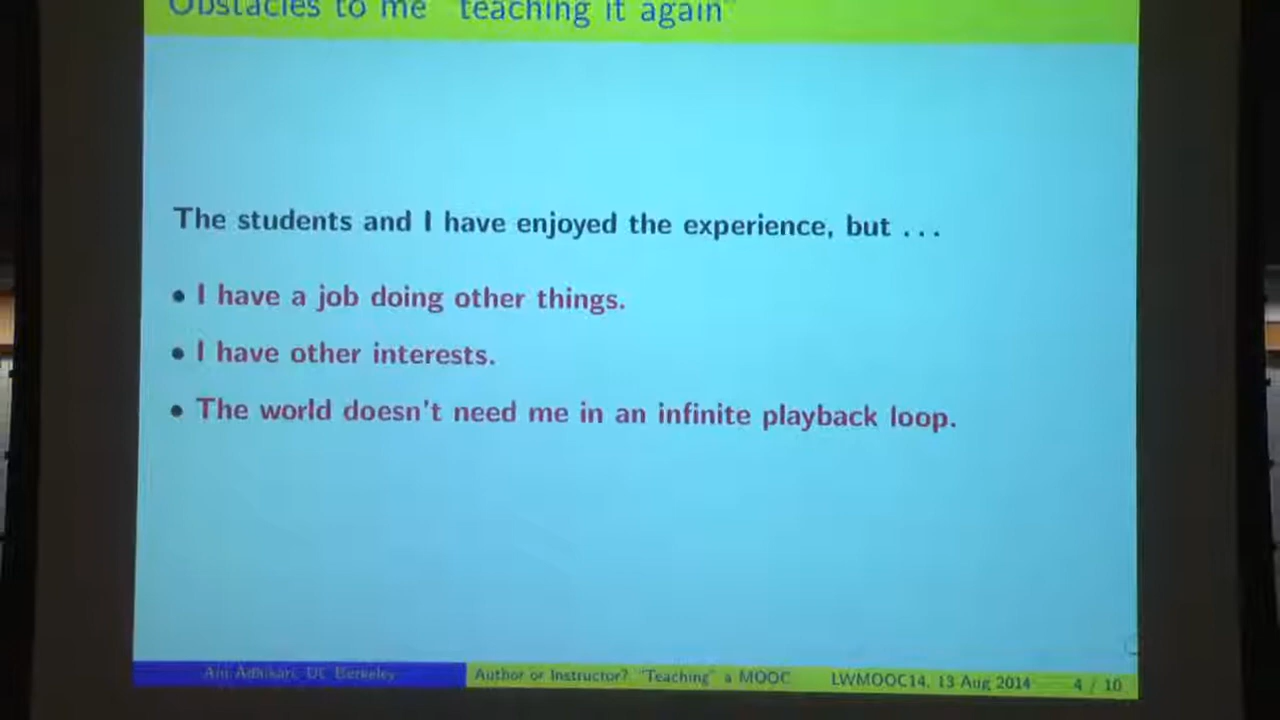 Obstacles to me "teaching it again"
The students and I have enjoyed the experience, but ...
• I have a job doing other things.
• I have other interests.
• The world doesn't need me in an infinite playback loop.
Ani Adhikari, UC Berkeley Author or Instructor? "Teaching" a MOOC LWMOOC14, 13 Aug 2014 4 / 10